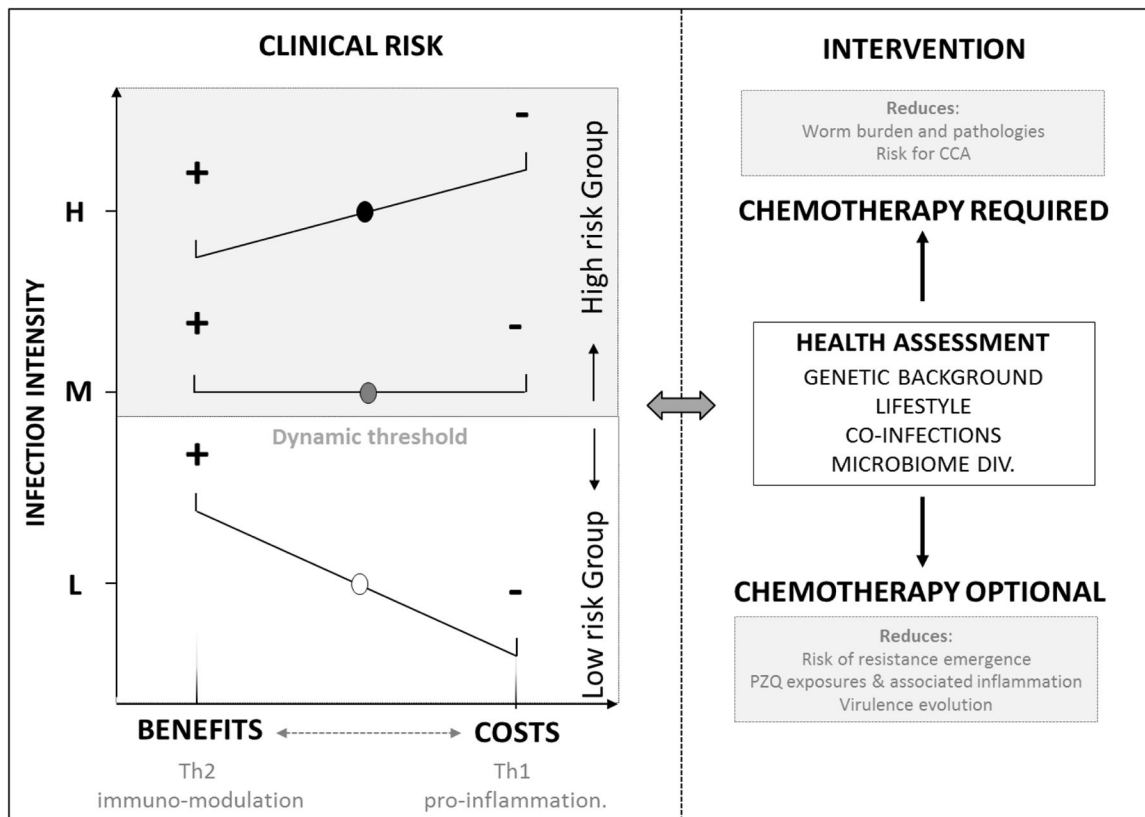 CLINICAL RISK
INFECTION INTENSITY
H
M
L
+
-
+
-
+
-
High risk Group
Low risk Group
Dynamic threshold
BENEFITS
COSTS
Th2
immuno-modulation
Th1
pro-inflammation.
INTERVENTION
Reduces:
Worm burden and pathologies
Risk for CCA
CHEMOTHERAPY REQUIRED
HEALTH ASSESSMENT
GENETIC BACKGROUND
LIFESTYLE
CO-INFECTIONS
MICROBIOME DIV.
CHEMOTHERAPY OPTIONAL
Reduces:
Risk of resistance emergence
PZQ exposures & associated inflammation
Virulence evolution